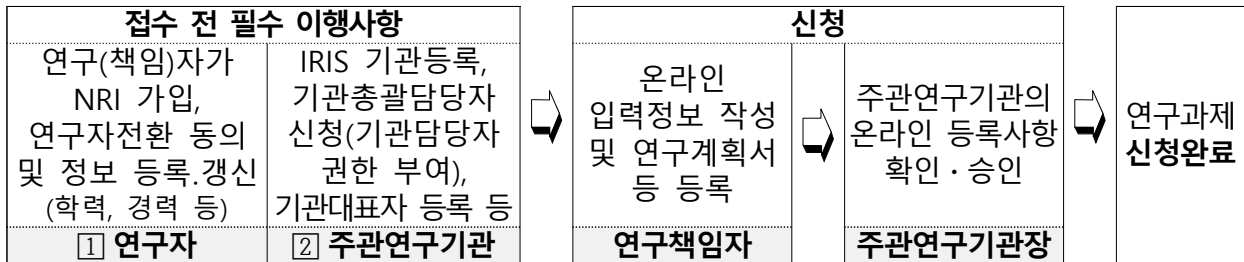 접수 전 필수 이행사항
연구(책임)자가
NRI 가입,
연구자전환 동의
및 정보 등록.갱신
(학력, 경력 등)
1 연구자
IRIS 기관등록,
기관총괄담당자
신청(기관담당자
권한 부여),
기관대표자 등록 등
2 주관연구기관
신청
온라인
입력정보 작성
및 연구계획서
등 등록
연구책임자
주관연구기관의
온라인 등록사항
확인·승인
주관연구기관장
연구과제
신청완료